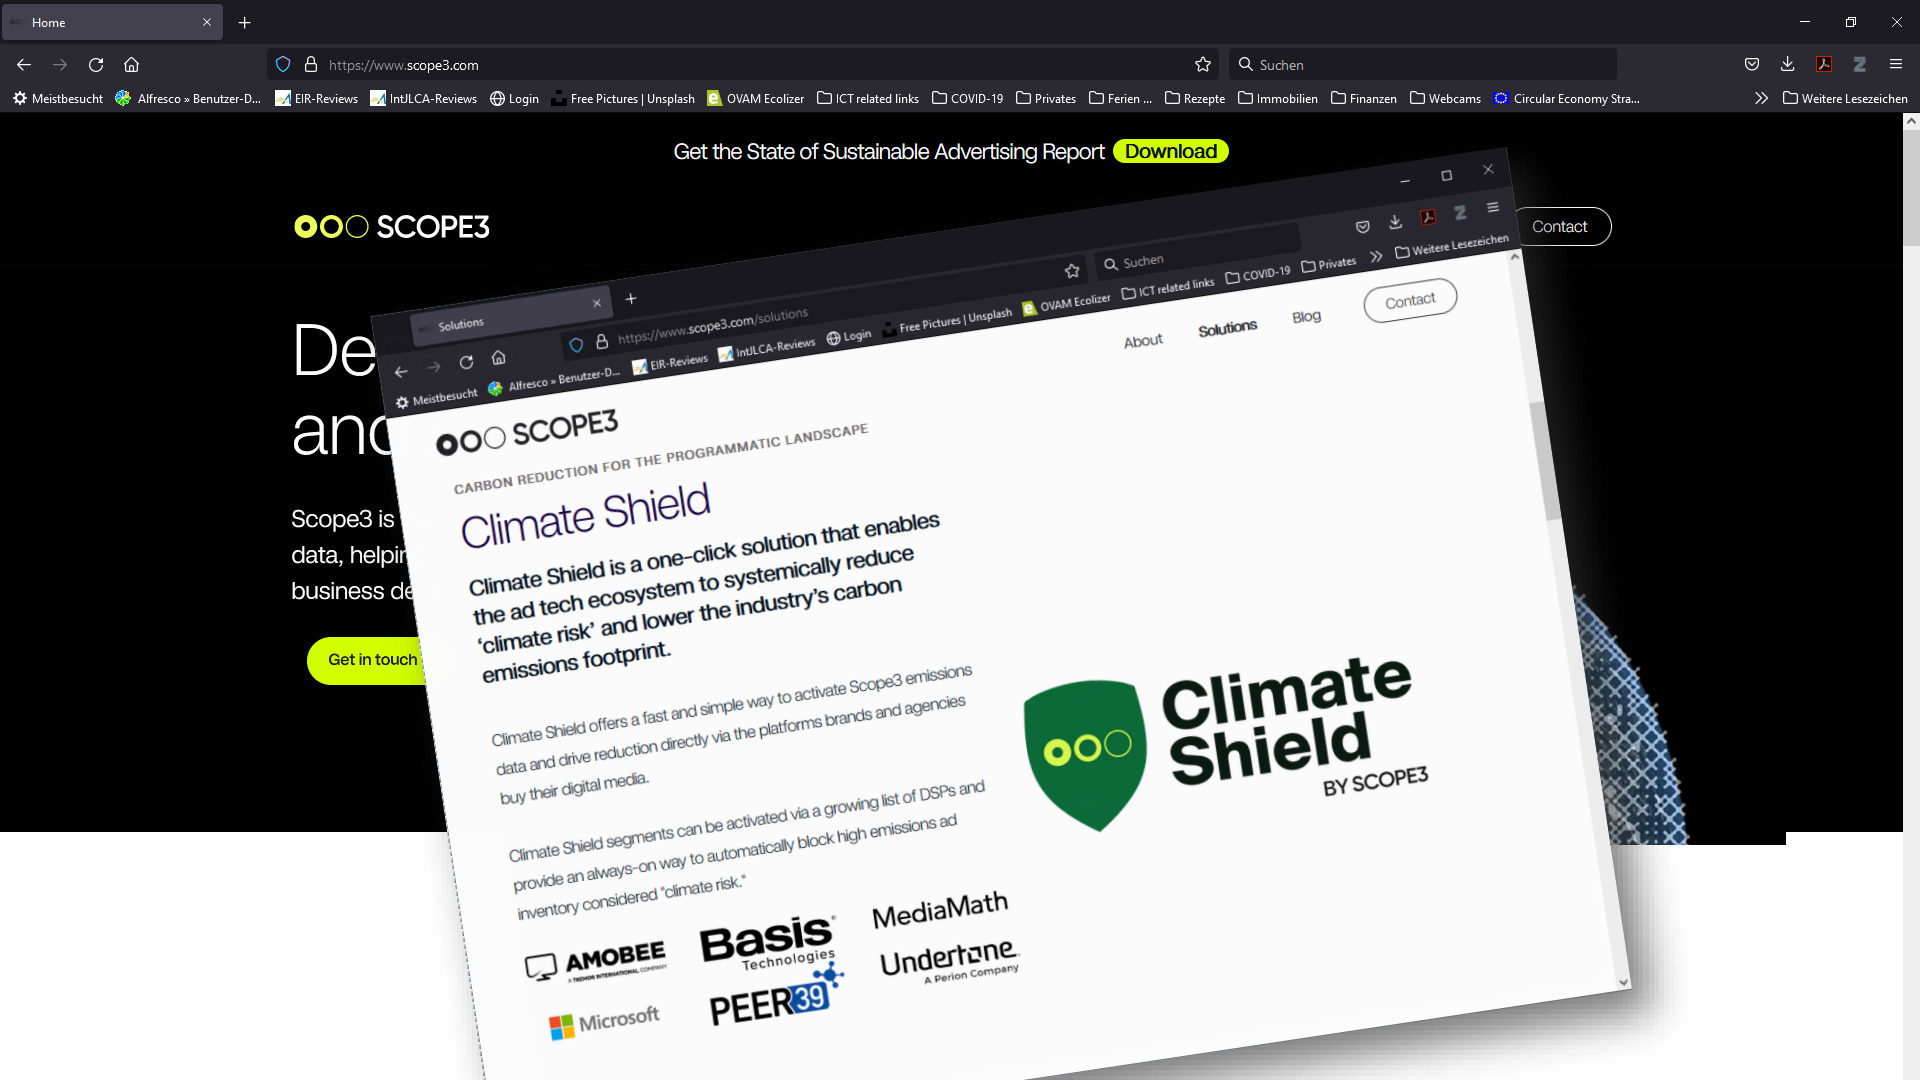 Home
https://www.scope3.com
Suchen
Meistbesucht
Alfresco » Benutzer-D...
EIR-Reviews
IntJLCA-Reviews
Login
Free Pictures | Unsplash
OVAM Ecolizer
ICT related links
COVID-19
Privates
Ferien ...
Rezepte
Immobilien
Finanzen
Webcams
Circular Economy Stra...
Weitere Lesezeichen
Get the State of Sustainable Advertising Report Download
SCOPE3
Contact
De
and
Scope3 is
data, helpin
business de
Get in touch
Solutions
https://www.scope3.com/solutions
Suchen
Meistbesucht
Alfresco » Benutzer-D...
EIR-Reviews
IntJLCA-Reviews
Login
Free Pictures | Unsplash
OVAM Ecolizer
ICT related links
COVID-19
Privates
Weitere Lesezeichen
SCOPE3
About
Solutions
Blog
Contact
CARBON REDUCTION FOR THE PROGRAMMATIC LANDSCAPE
Climate Shield
Climate Shield is a one-click solution that enables
the ad tech ecosystem to systemically reduce
‘climate risk’ and lower the industry’s carbon
emissions footprint.
Climate Shield offers a fast and simple way to activate Scope3 emissions
data and drive reduction directly via the platforms brands and agencies
buy their digital media.
Climate Shield segments can be activated via a growing list of DSPs and
provide an always-on way to automatically block high emissions ad
inventory considered "climate risk."
Climate
Shield
BY SCOPE3
AMOBEE
A TREMOR INTERNATIONAL COMPANY
Basis
Technologies
MediaMath
Undertone
A Perion Company
Microsoft
PEER39